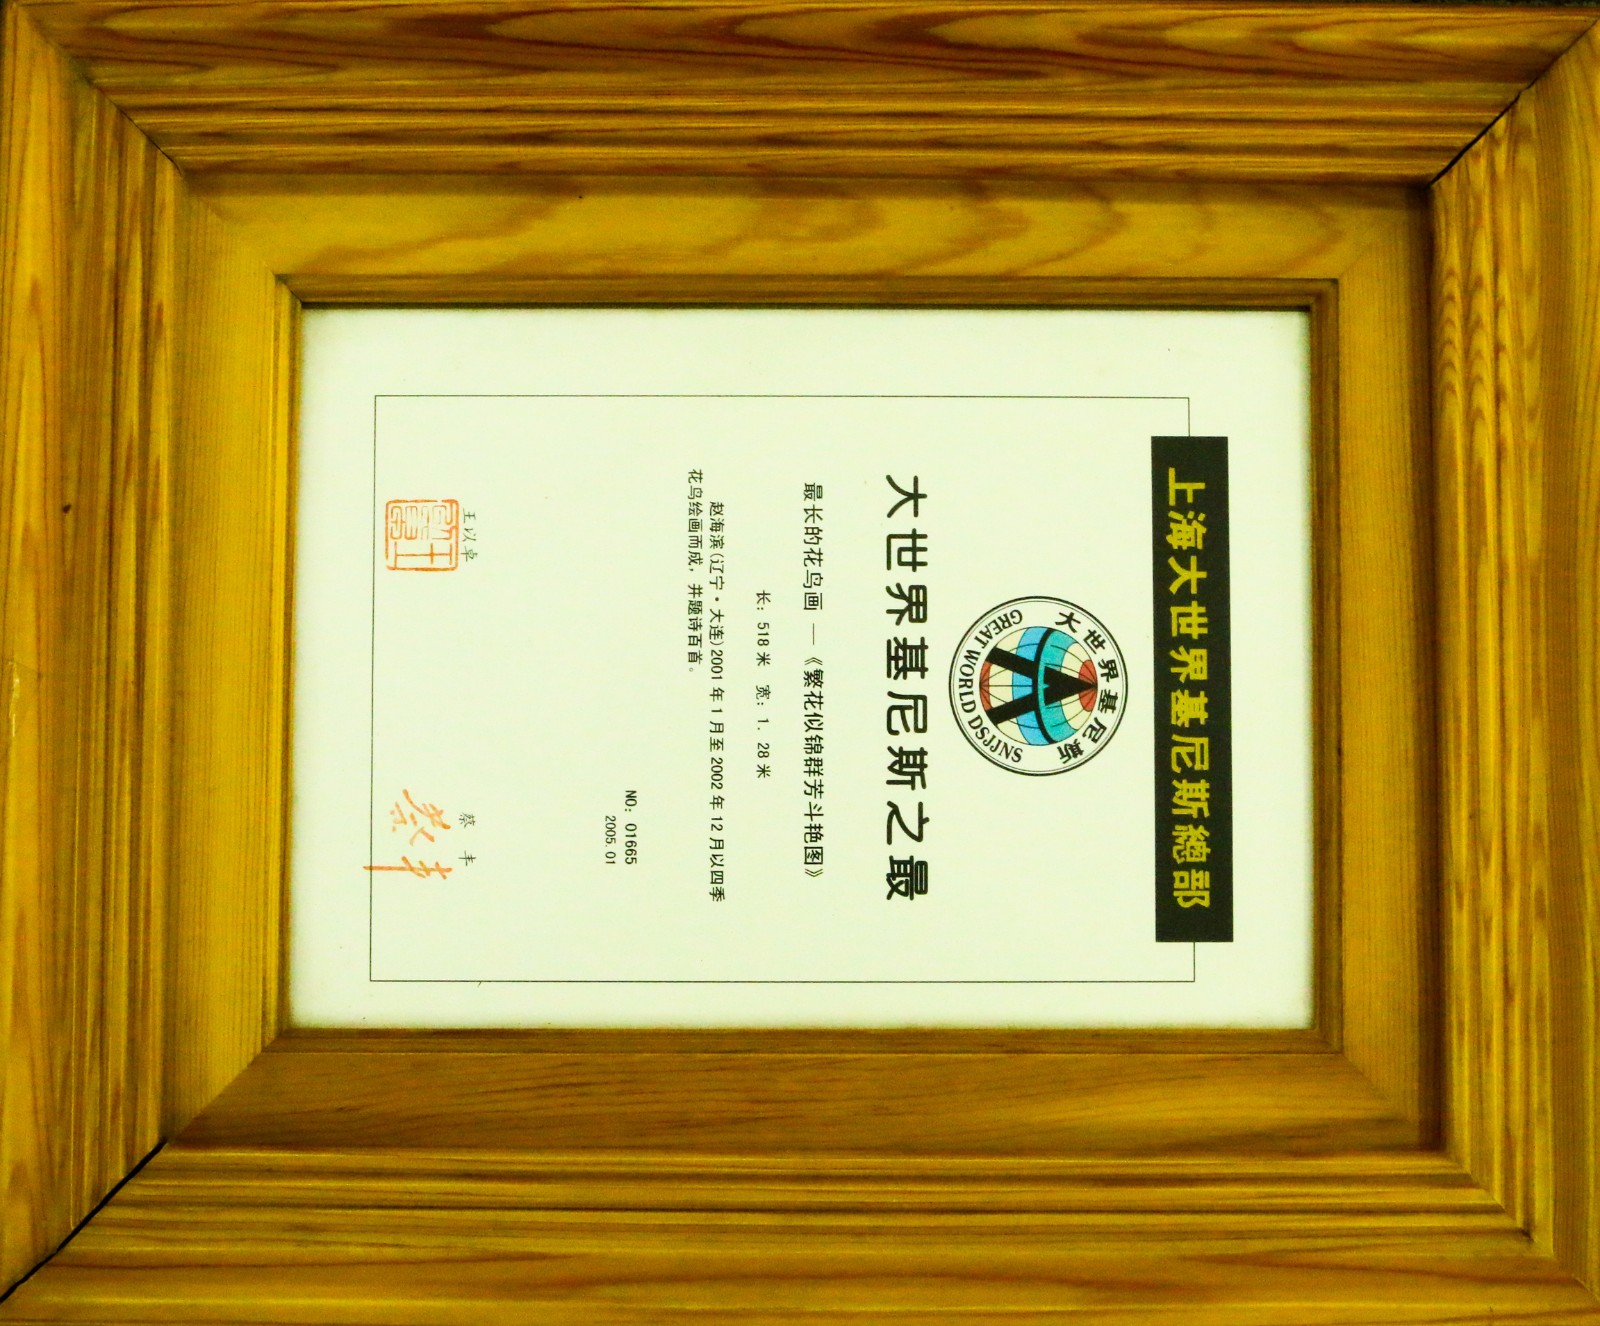 上海大世界基尼斯總部
大世界基尼斯
GREAT WORLD DSJJNS
大世界基尼斯之最
最长的花鸟画 —《繁花似锦群芳斗艳图》
长: 518 米 宽: 1. 28 米
赵海滨(辽宁·大连)2001 年 1 月至 2002 年 12 月以四季
花鸟绘画而成, 并题诗百首。
NO: 01665
2005.01
王以卓
蔡 丰